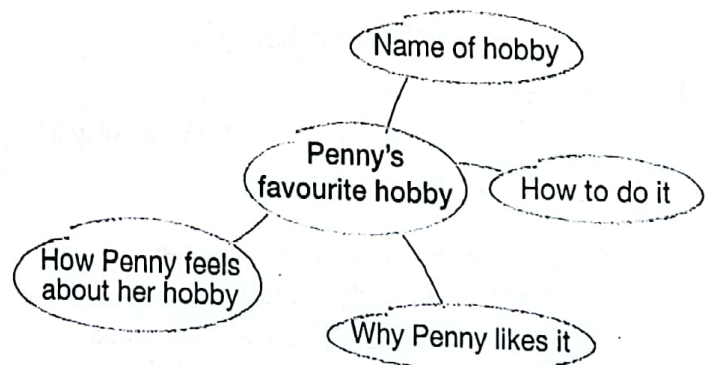 Name of hobby
Penny's
favourite hobby
How to do it
How Penny feels
about her hobby
Why Penny likes it